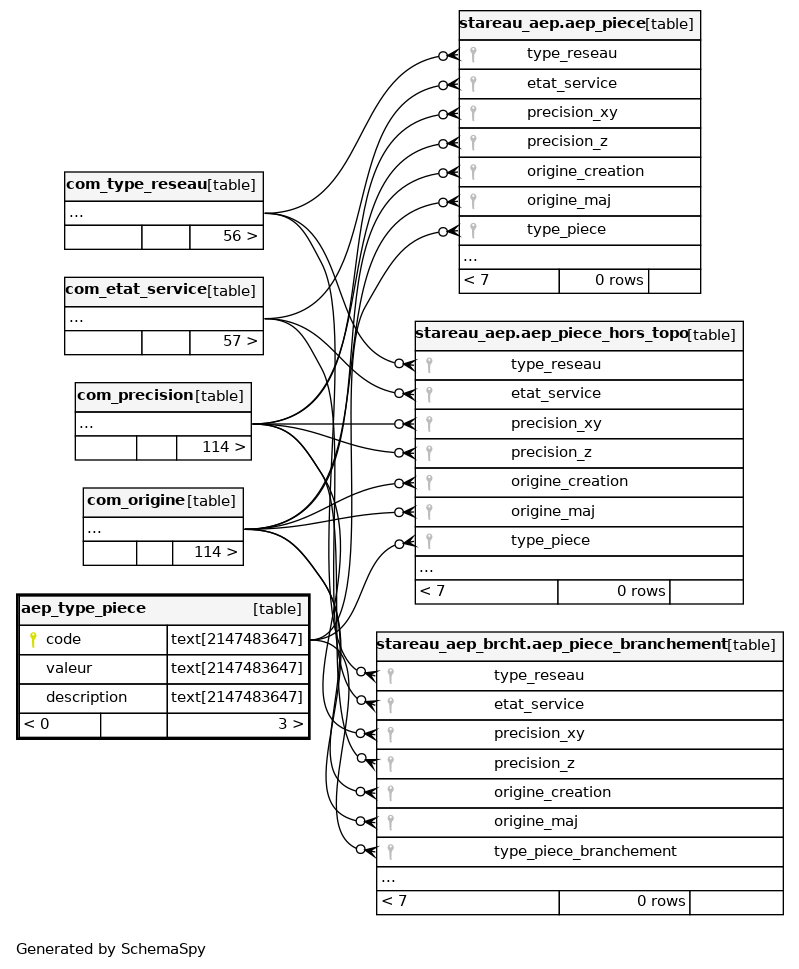 stareau_aep.aep_piece [table]
type_reseau
etat_service
precision_xy
precision_z
origine_creation
origine_maj
type_piece
...
< 7 0 rows
com_type_reseau [table]
...
56 >
com_etat_service [table]
...
57 >
com_precision [table]
...
114 >
com_origine [table]
...
114 >
aep_type_piece [table]
code text[2147483647]
valeur text[2147483647]
description text[2147483647]
< 0 3 >
stareau_aep.aep_piece_hors_topo [table]
type_reseau
etat_service
precision_xy
precision_z
origine_creation
origine_maj
type_piece
...
< 7 0 rows
stareau_aep_brcht.aep_piece_branchement [table]
type_reseau
etat_service
precision_xy
precision_z
origine_creation
origine_maj
type_piece_branchement
...
< 7 0 rows
Generated by SchemaSpy